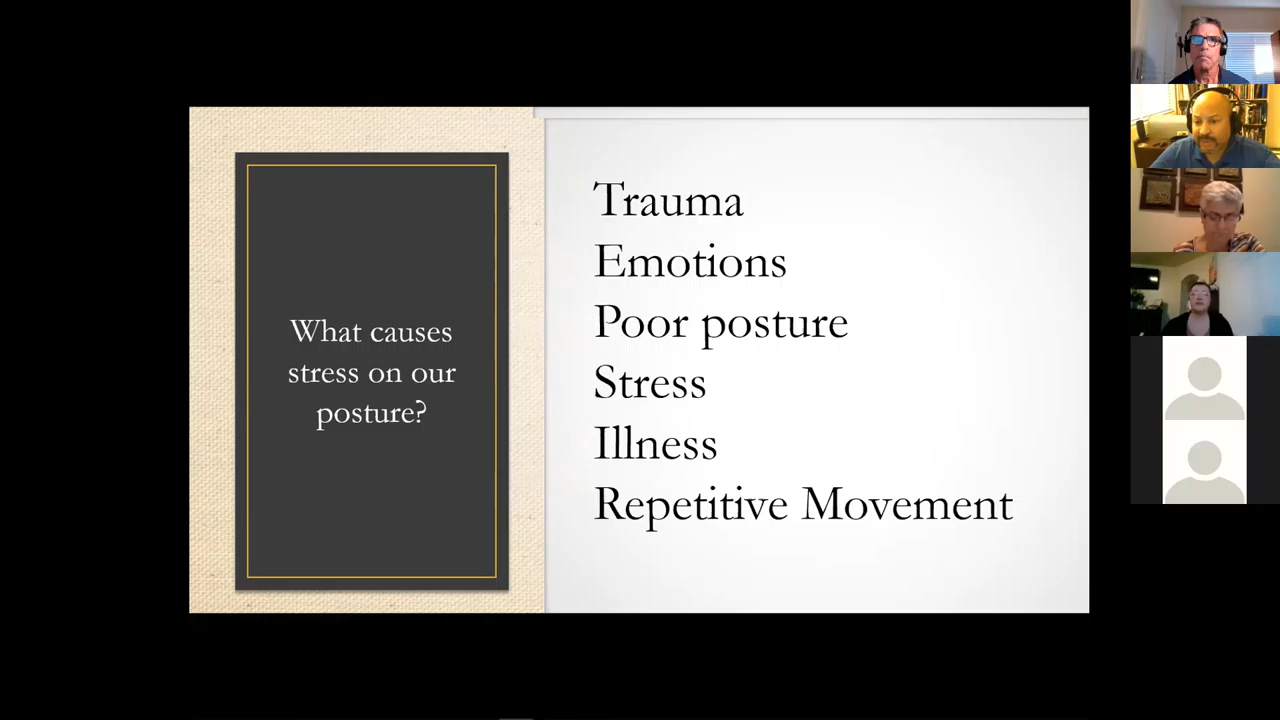 What causes
stress on our
posture?
Trauma
Emotions
Poor posture
Stress
Illness
Repetitive Movement